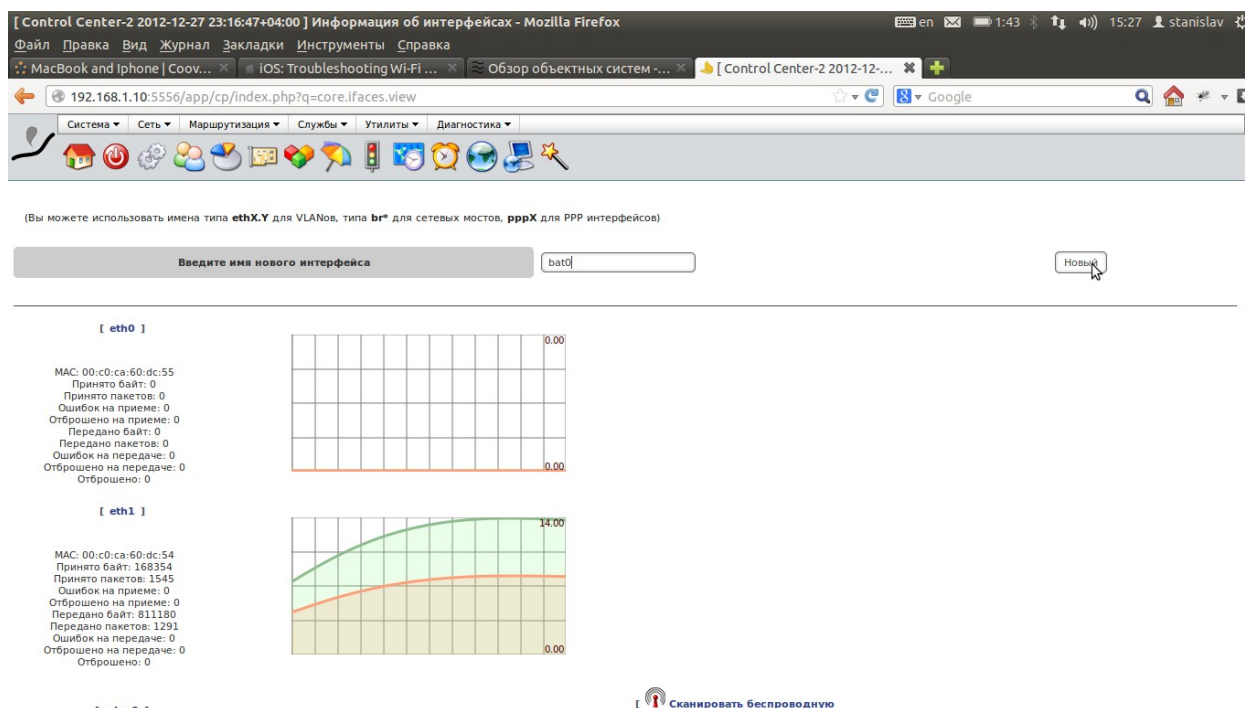 [ Control Center-2 2012-12-27 23:16:47+04:00 ] Информация об интерфейсах - Mozilla Firefox
en 1:43 15:27 stanislav
Файл Правка Вид Журнал Закладки Инструменты Справка
MacBook and Iphone | Coov... iOS: Troubleshooting Wi-Fi ... Обзор объектных систем -... [ Control Center-2 2012-12-...
192.168.1.10:5556/app/cp/index.php?q=core.ifaces.view Google
Система Сеть Маршрутизация Службы Утилиты Диагностика
(Вы можете использовать имена типа ethX.Y для VLANов, типа br* для сетевых мостов, pppX для PPP интерфейсов)
Введите имя нового интерфейса bat0 Новый
[ eth0 ]
0.00
MAC: 00:c0:ca:60:dc:55
Принято байт: 0
Принято пакетов: 0
Ошибок на приеме: 0
Отброшено на приеме: 0
Передано байт: 0
Передано пакетов: 0
Ошибок на передаче: 0
Отброшено на передаче: 0
Отброшено: 0
0.00
[ eth1 ]
14.00
MAC: 00:c0:ca:60:dc:54
Принято байт: 168354
Принято пакетов: 1545
Ошибок на приеме: 0
Отброшено на приеме: 0
Передано байт: 811180
Передано пакетов: 1291
Ошибок на передаче: 0
Отброшено на передаче: 0
Отброшено: 0
0.00
[ Сканировать беспроводную